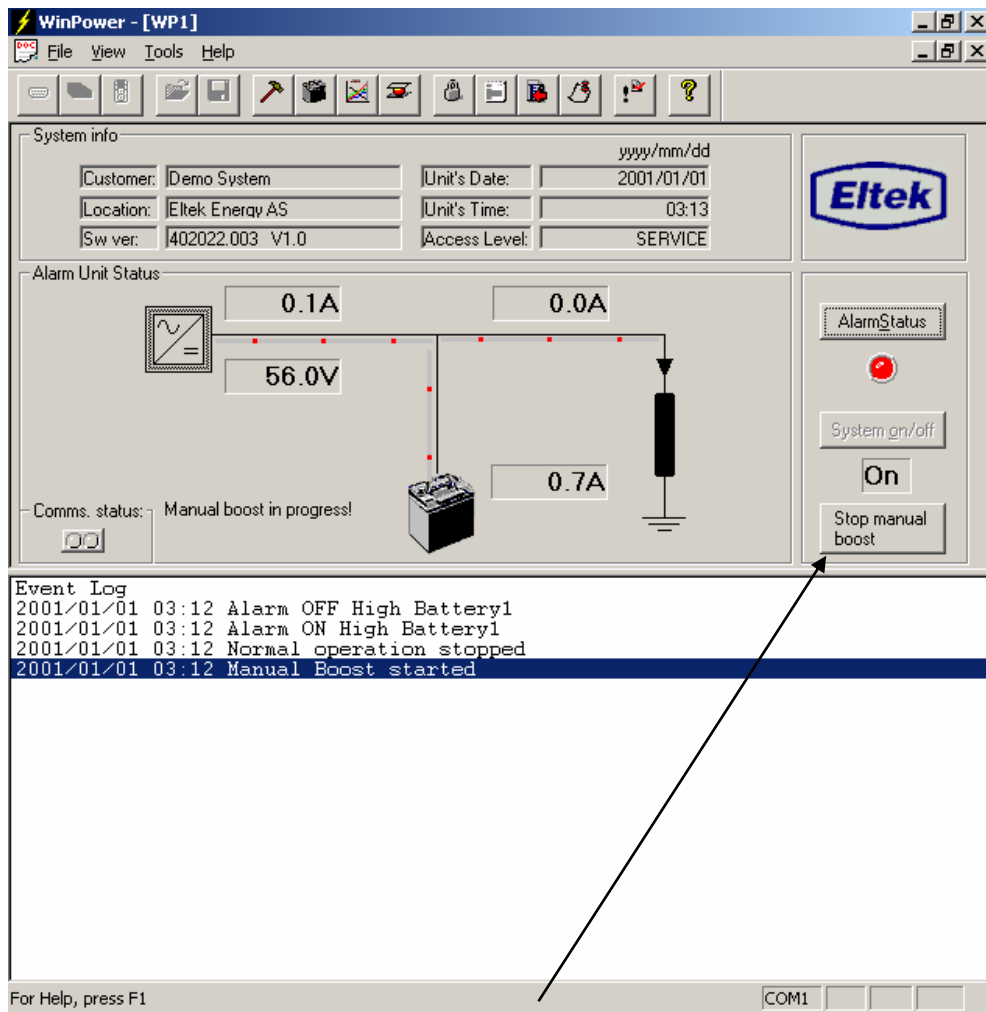 WinPower - [WP1]
File View Tools Help
System info
yyyy/mm/dd
Customer: Demo System Unit's Date: 2001/01/01
Location: Eltek Energy AS Unit's Time: 03:13
Sw ver: 402022.003 V1.0 Access Level: SERVICE
Eltek
Alarm Unit Status
0.1A 0.0A
AlarmStatus
56.0V
System on/off
On
0.7A
Comms. status: Manual boost in progress!
Stop manual
boost
Event Log
2001/01/01 03:12 Alarm OFF High Battery1
2001/01/01 03:12 Alarm ON High Battery1
2001/01/01 03:12 Normal operation stopped
2001/01/01 03:12 Manual Boost started
For Help, press F1 COM1